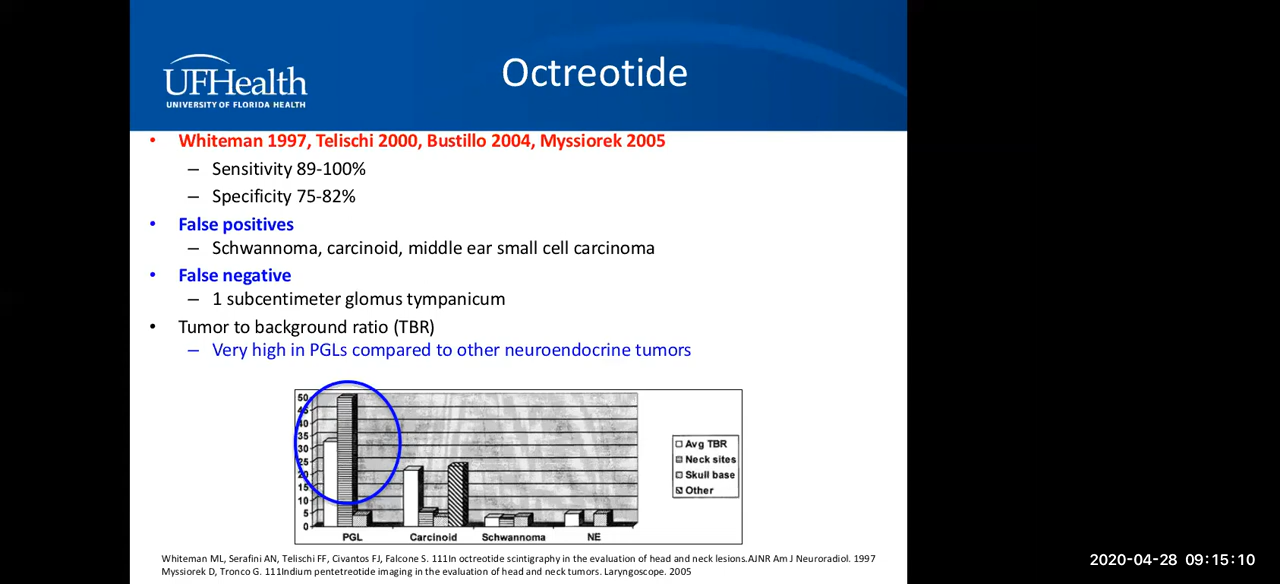 UFHealth
UNIVERSITY OF FLORIDA HEALTH
Octreotide
• Whiteman 1997, Telischi 2000, Bustillo 2004, Myssiorek 2005
– Sensitivity 89-100%
– Specificity 75-82%
• False positives
– Schwannoma, carcinoid, middle ear small cell carcinoma
• False negative
– 1 subcentimeter glomus tympanicum
• Tumor to background ratio (TBR)
– Very high in PGLs compared to other neuroendocrine tumors
50
45
40
35
30
25
20
15
10
5
0
PGL Carcinoid Schwannoma NE
Avg TBR
Neck sites
Skull base
Other
Whiteman ML, Serafini AN, Telischi FF, Civantos FJ, Falcone S. 111In octreotide scintigraphy in the evaluation of head and neck lesions.AJNR Am J Neuroradiol. 1997
Myssiorek D, Tronco G. 111Indium pentetreotide imaging in the evaluation of head and neck tumors. Laryngoscope. 2005
2020-04-28 09:15:10